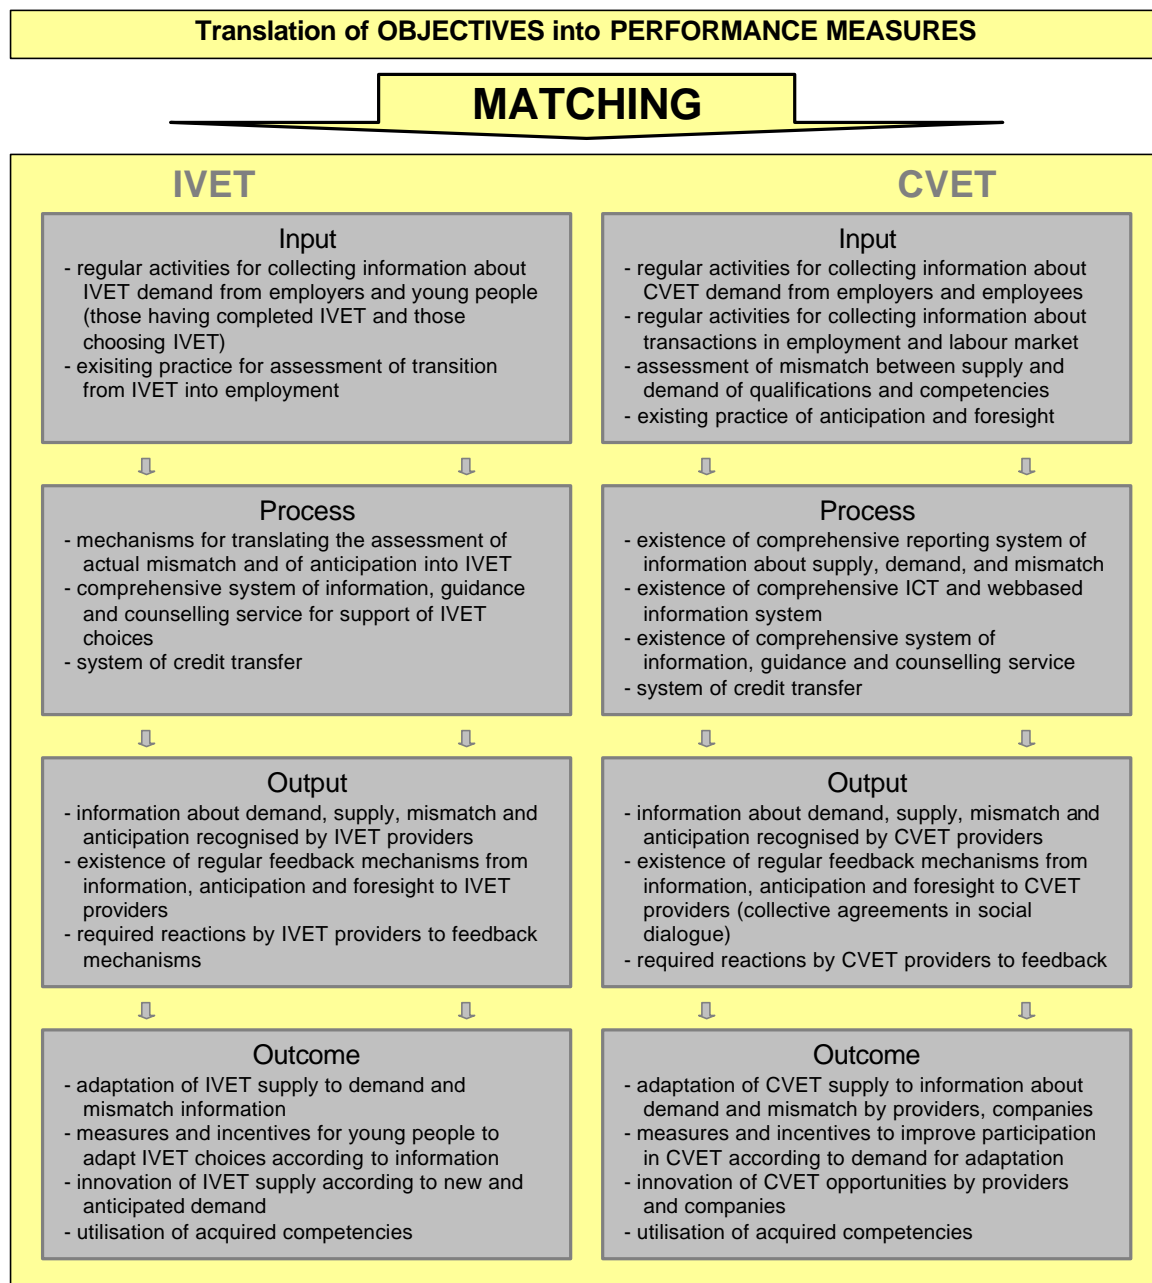 Translation of OBJECTIVES into PERFORMANCE MEASURES
MATCHING
IVET
Input
- regular activities for collecting information about
IVET demand from employers and young people
(those having completed IVET and those
choosing IVET)
- exisiting practice for assessment of transition
from IVET into employment
Process
- mechanisms for translating the assessment of
actual mismatch and of anticipation into IVET
- comprehensive system of information, guidance
and counselling service for support of IVET
choices
- system of credit transfer
Output
- information about demand, supply, mismatch and
anticipation recognised by IVET providers
- existence of regular feedback mechanisms from
information, anticipation and foresight to IVET
providers
- required reactions by IVET providers to feedback
mechanisms
Outcome
- adaptation of IVET supply to demand and
mismatch information
- measures and incentives for young people to
adapt IVET choices according to information
- innovation of IVET supply according to new and
anticipated demand
- utilisation of acquired competencies
CVET
Input
- regular activities for collecting information about
CVET demand from employers and employees
- regular activities for collecting information about
transactions in employment and labour market
- assessment of mismatch between supply and
demand of qualifications and competencies
- existing practice of anticipation and foresight
Process
- existence of comprehensive reporting system of
information about supply, demand, and mismatch
- existence of comprehensive ICT and webbased
information system
- existence of comprehensive system of
information, guidance and counselling service
- system of credit transfer
Output
- information about demand, supply, mismatch and
anticipation recognised by CVET providers
- existence of regular feedback mechanisms from
information, anticipation and foresight to CVET
providers (collective agreements in social
dialogue)
- required reactions by CVET providers to feedback
Outcome
- adaptation of CVET supply to information about
demand and mismatch by providers, companies
- measures and incentives to improve participation
in CVET according to demand for adaptation
- innovation of CVET opportunities by providers
and companies
- utilisation of acquired competencies